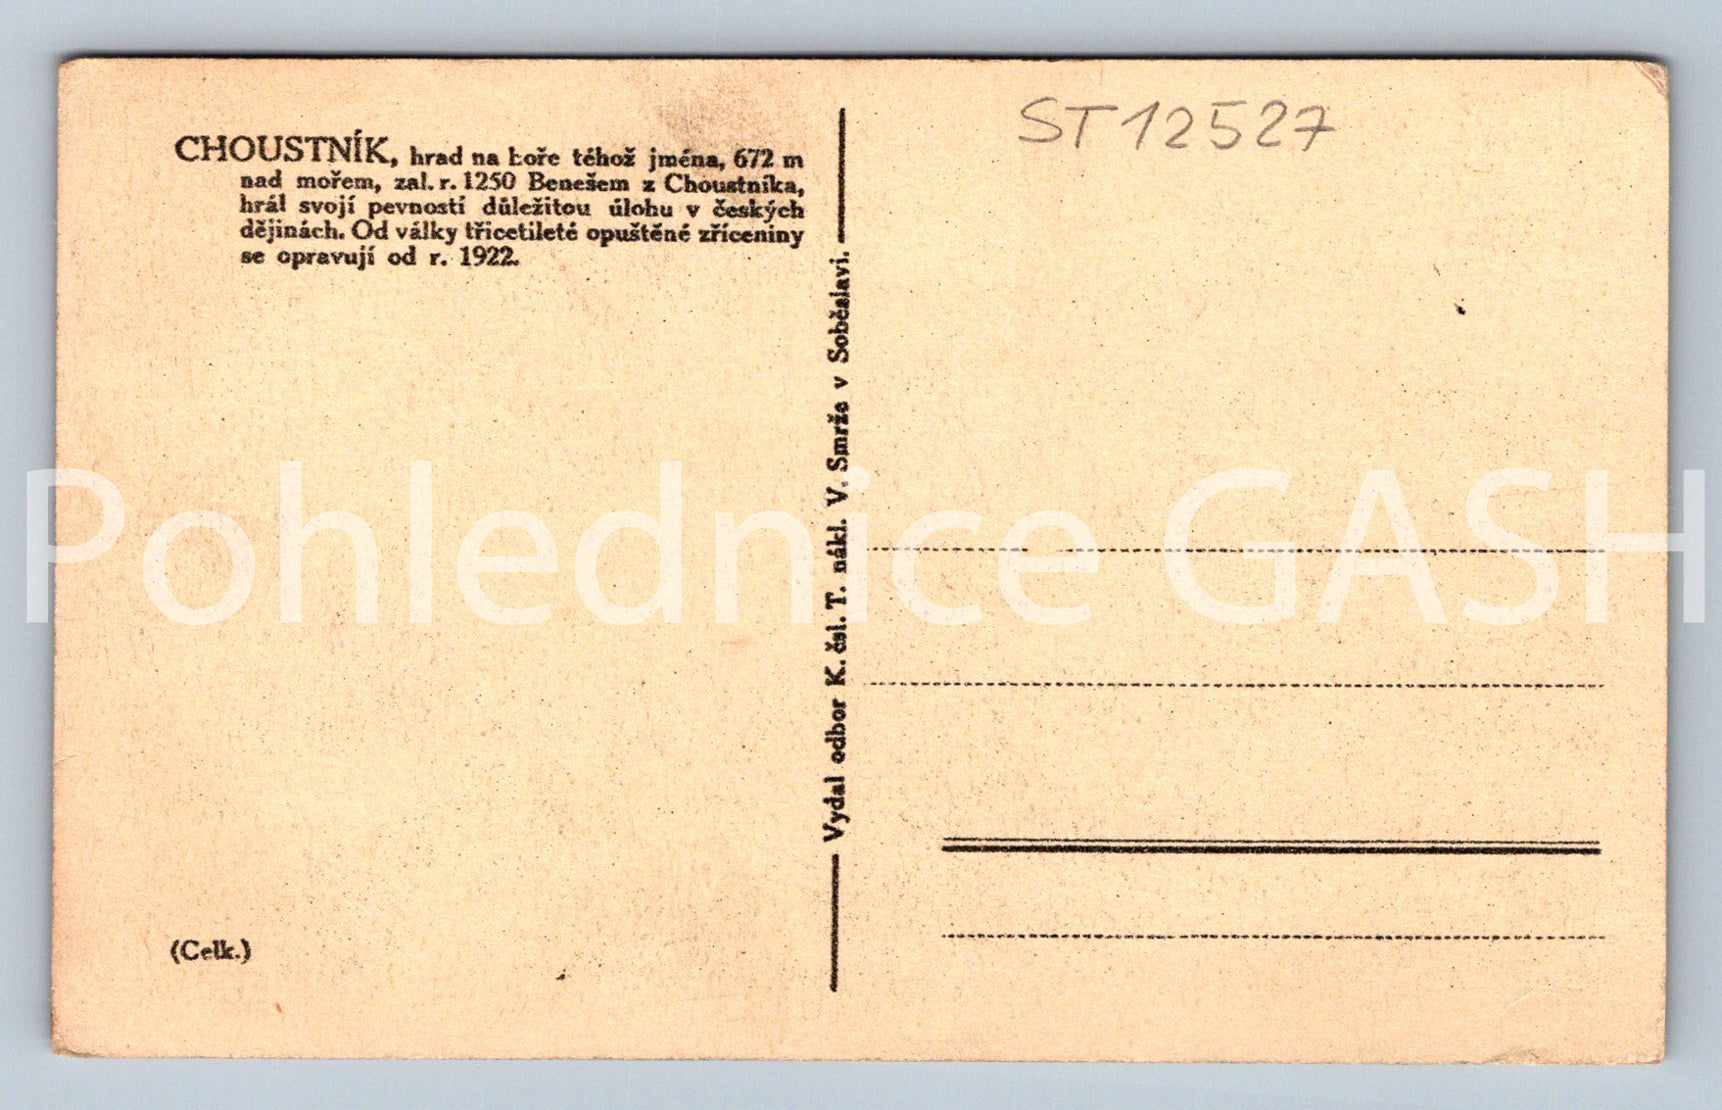 CHOUSTNÍK, hrad na hoře téhož jména, 672 m
nad mořem, zal. r. 1250 Benešem z Choustníka,
hrál svojí pevností důležitou úlohu v českých
dějinách. Od války třicetileté opuštěné zříceniny
se opravují od r. 1922.
(Celk.)
Vydal odbor K. čsl. T. nákl. V. Smrže v Soběslavi.
ST 12527
Pohlednice GASH